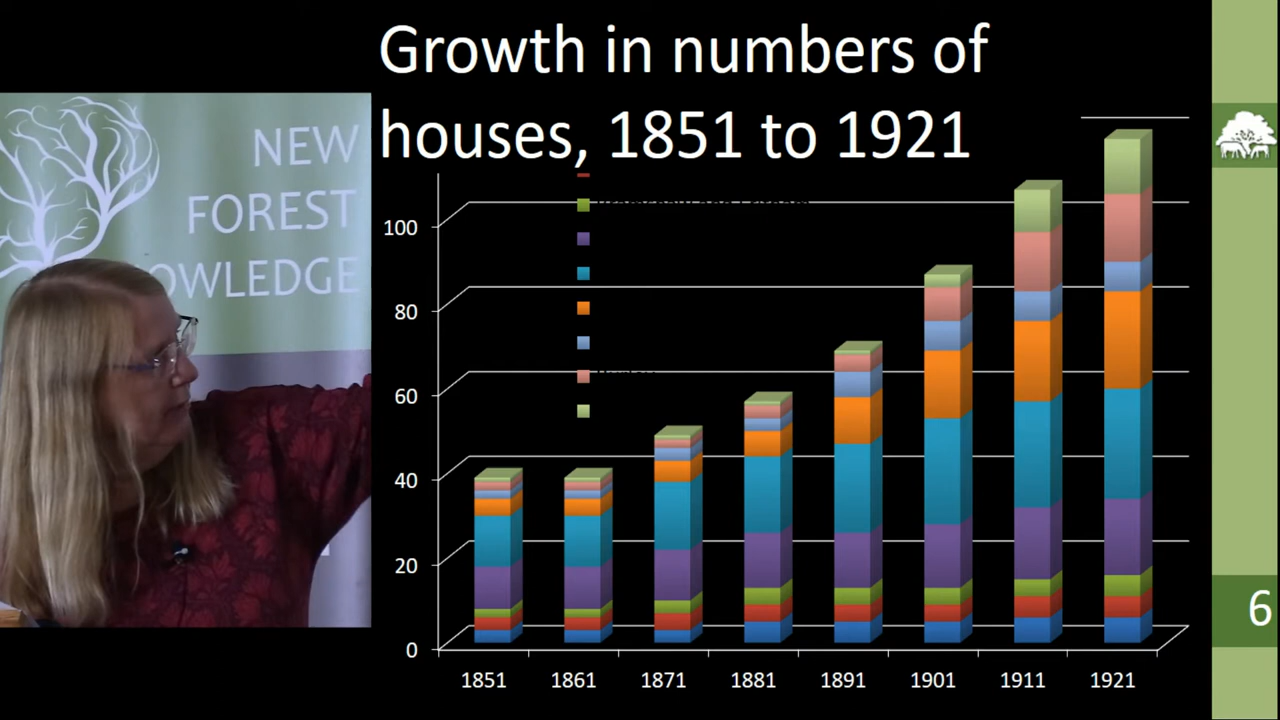 Growth in numbers of
houses, 1851 to 1921
NEW
FOREST
100
80
60
40
20
0
1851 1861 1871 1881 1891 1901 1911 1921
6